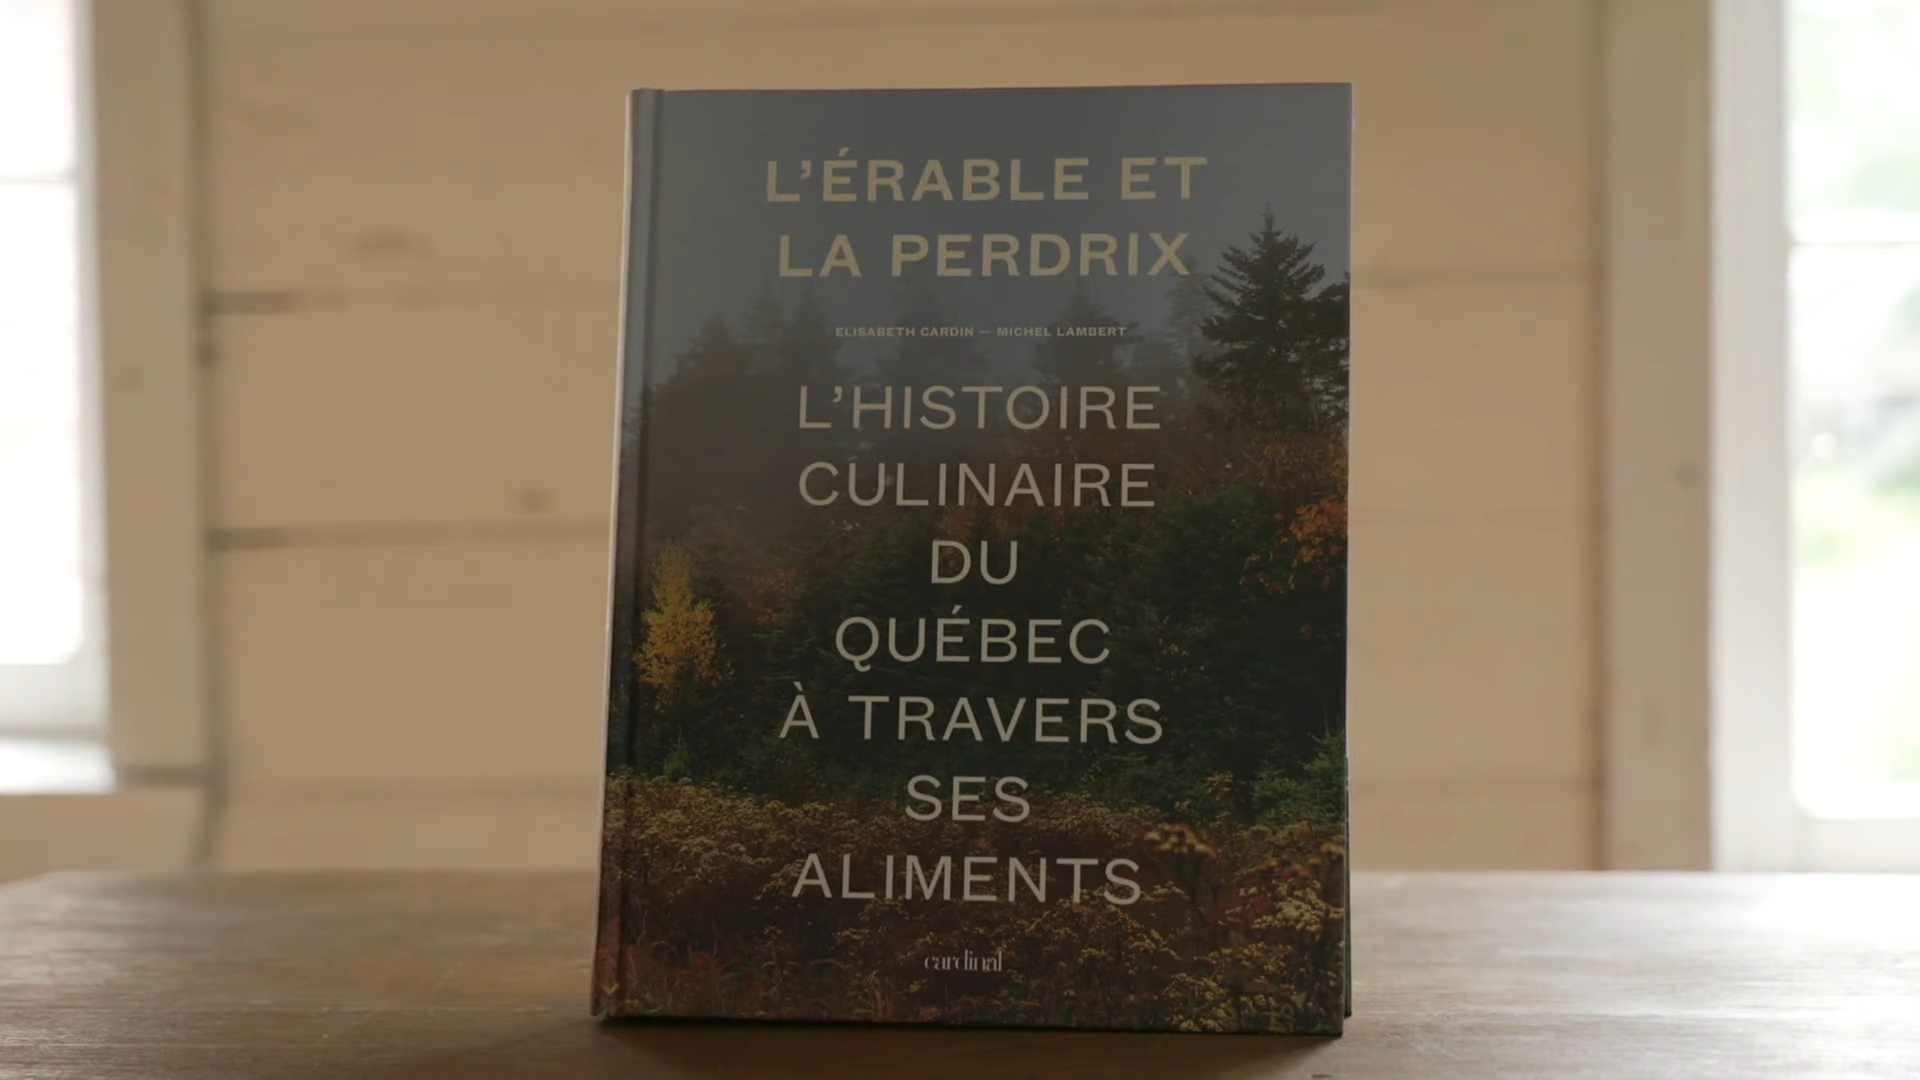 L'ÉRABLE ET
LA PERDRIX
ELISABETH CARDIN — MICHEL LAMBERT
L'HISTOIRE
CULINAIRE
DU
QUÉBEC
À TRAVERS
SES
ALIMENTS
cardinal